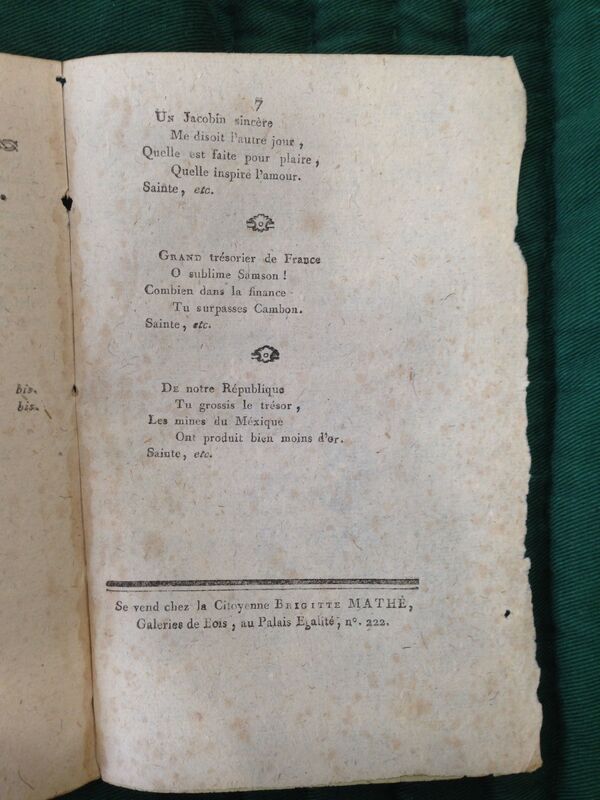 7
UN Jacobin sincère
Me disoit l'autre jour,
Quelle est faite pour plaire,
Quelle inspire l'amour.
Sainte, etc.
GRAND trésorier de France
O sublime Samson !
Combien dans la finance
Tu surpasses Cambon.
Sainte, etc.
bis.
bis.
DE notre République
Tu grossis le trésor,
Les mines du Méxique
Ont produit bien moins d'or.
Sainte, etc.
Se vend chez la Citoyenne BRIGITTE MATHÉ,
Galeries de Bois, au Palais Egalité, n°. 222.